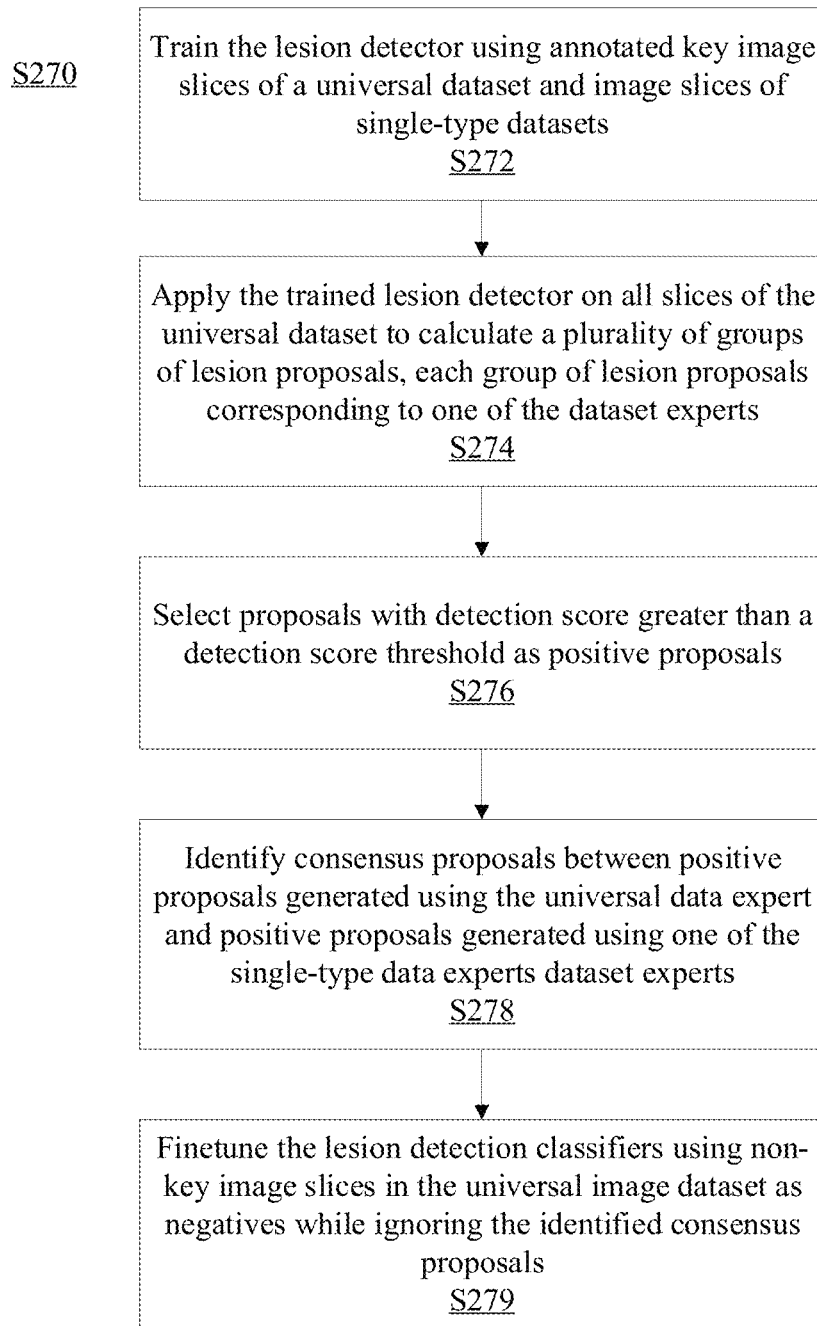 S270
Train the lesion detector using annotated key image
slices of a universal dataset and image slices of
single-type datasets
S272
Apply the trained lesion detector on all slices of the
universal dataset to calculate a plurality of groups
of lesion proposals, each group of lesion proposals
corresponding to one of the dataset experts
S274
Select proposals with detection score greater than a
detection score threshold as positive proposals
S276
Identify consensus proposals between positive
proposals generated using the universal data expert
and positive proposals generated using one of the
single-type data experts dataset experts
S278
Finetune the lesion detection classifiers using non-
key image slices in the universal image dataset as
negatives while ignoring the identified consensus
proposals
S279